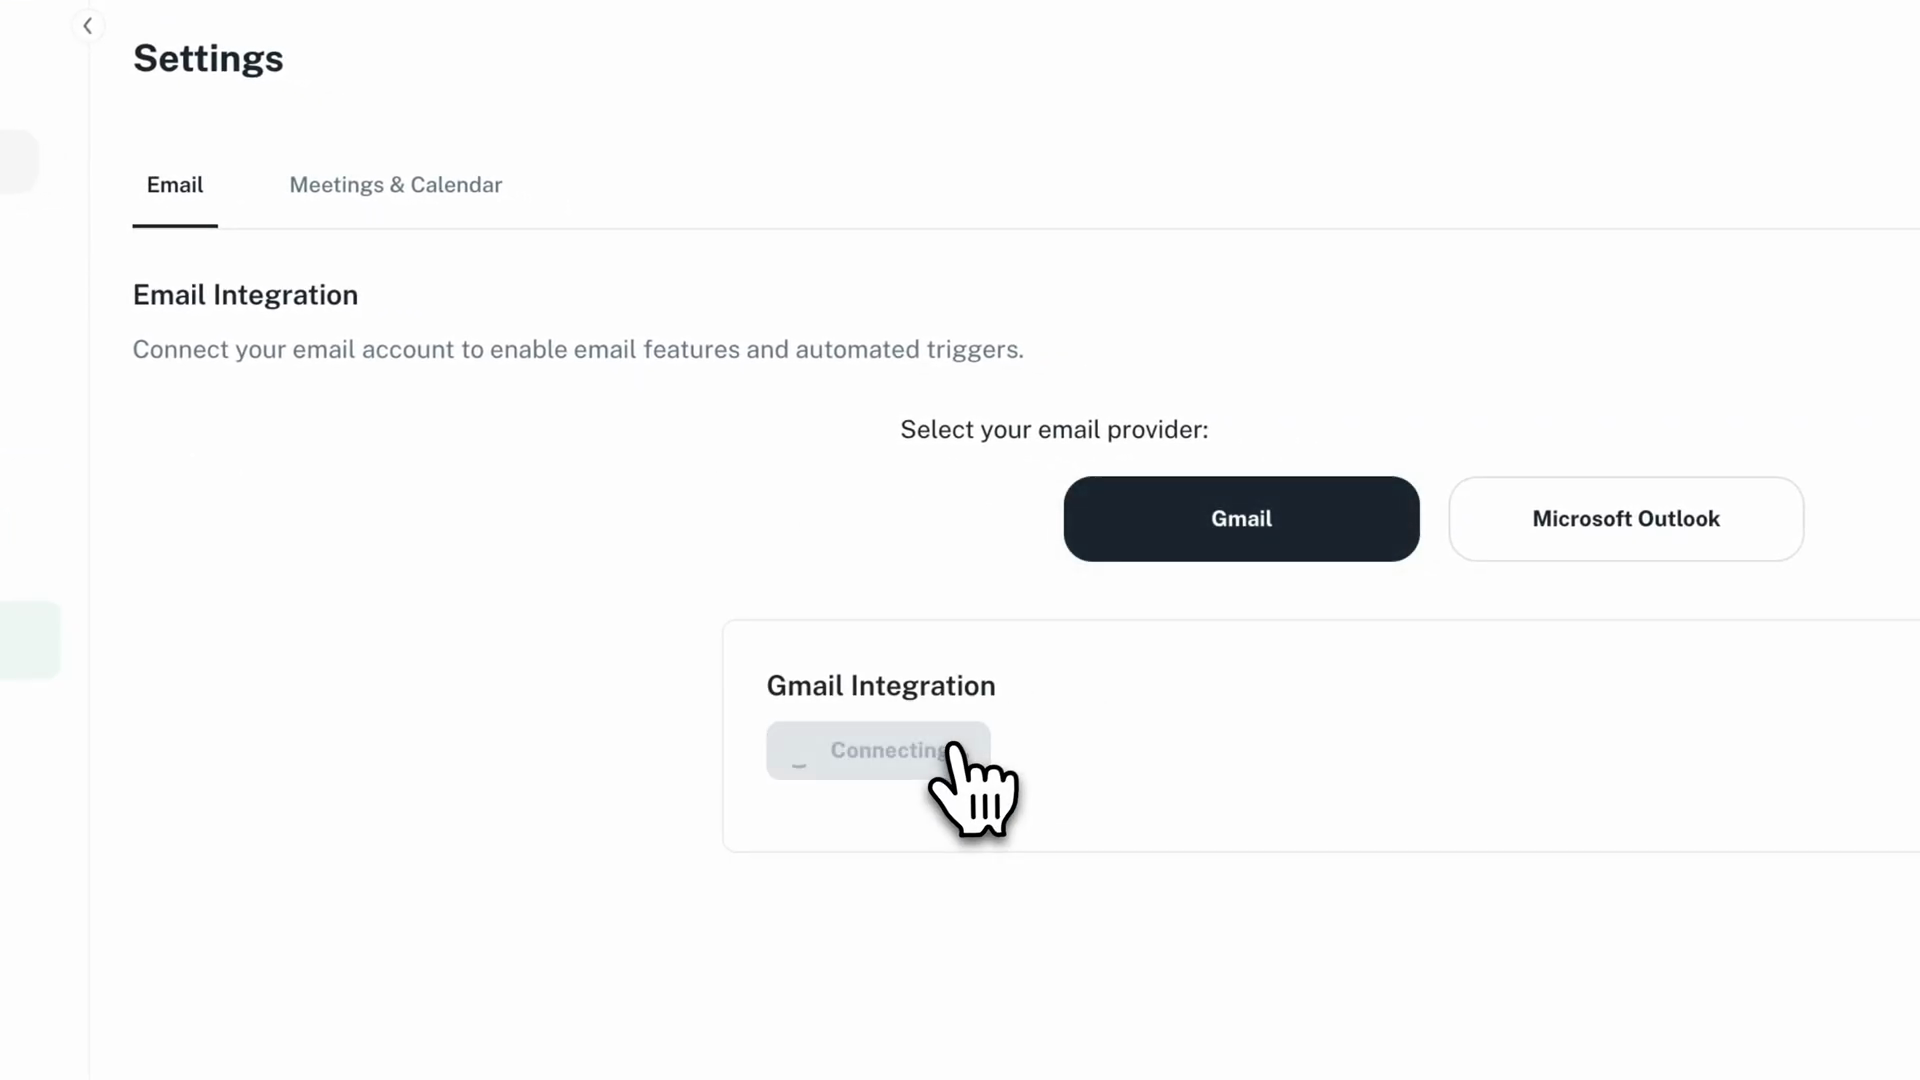 Settings
Email
Meetings & Calendar
Email Integration
Connect your email account to enable email features and automated triggers.
Select your email provider:
Gmail
Microsoft Outlook
Gmail Integration
Connecting